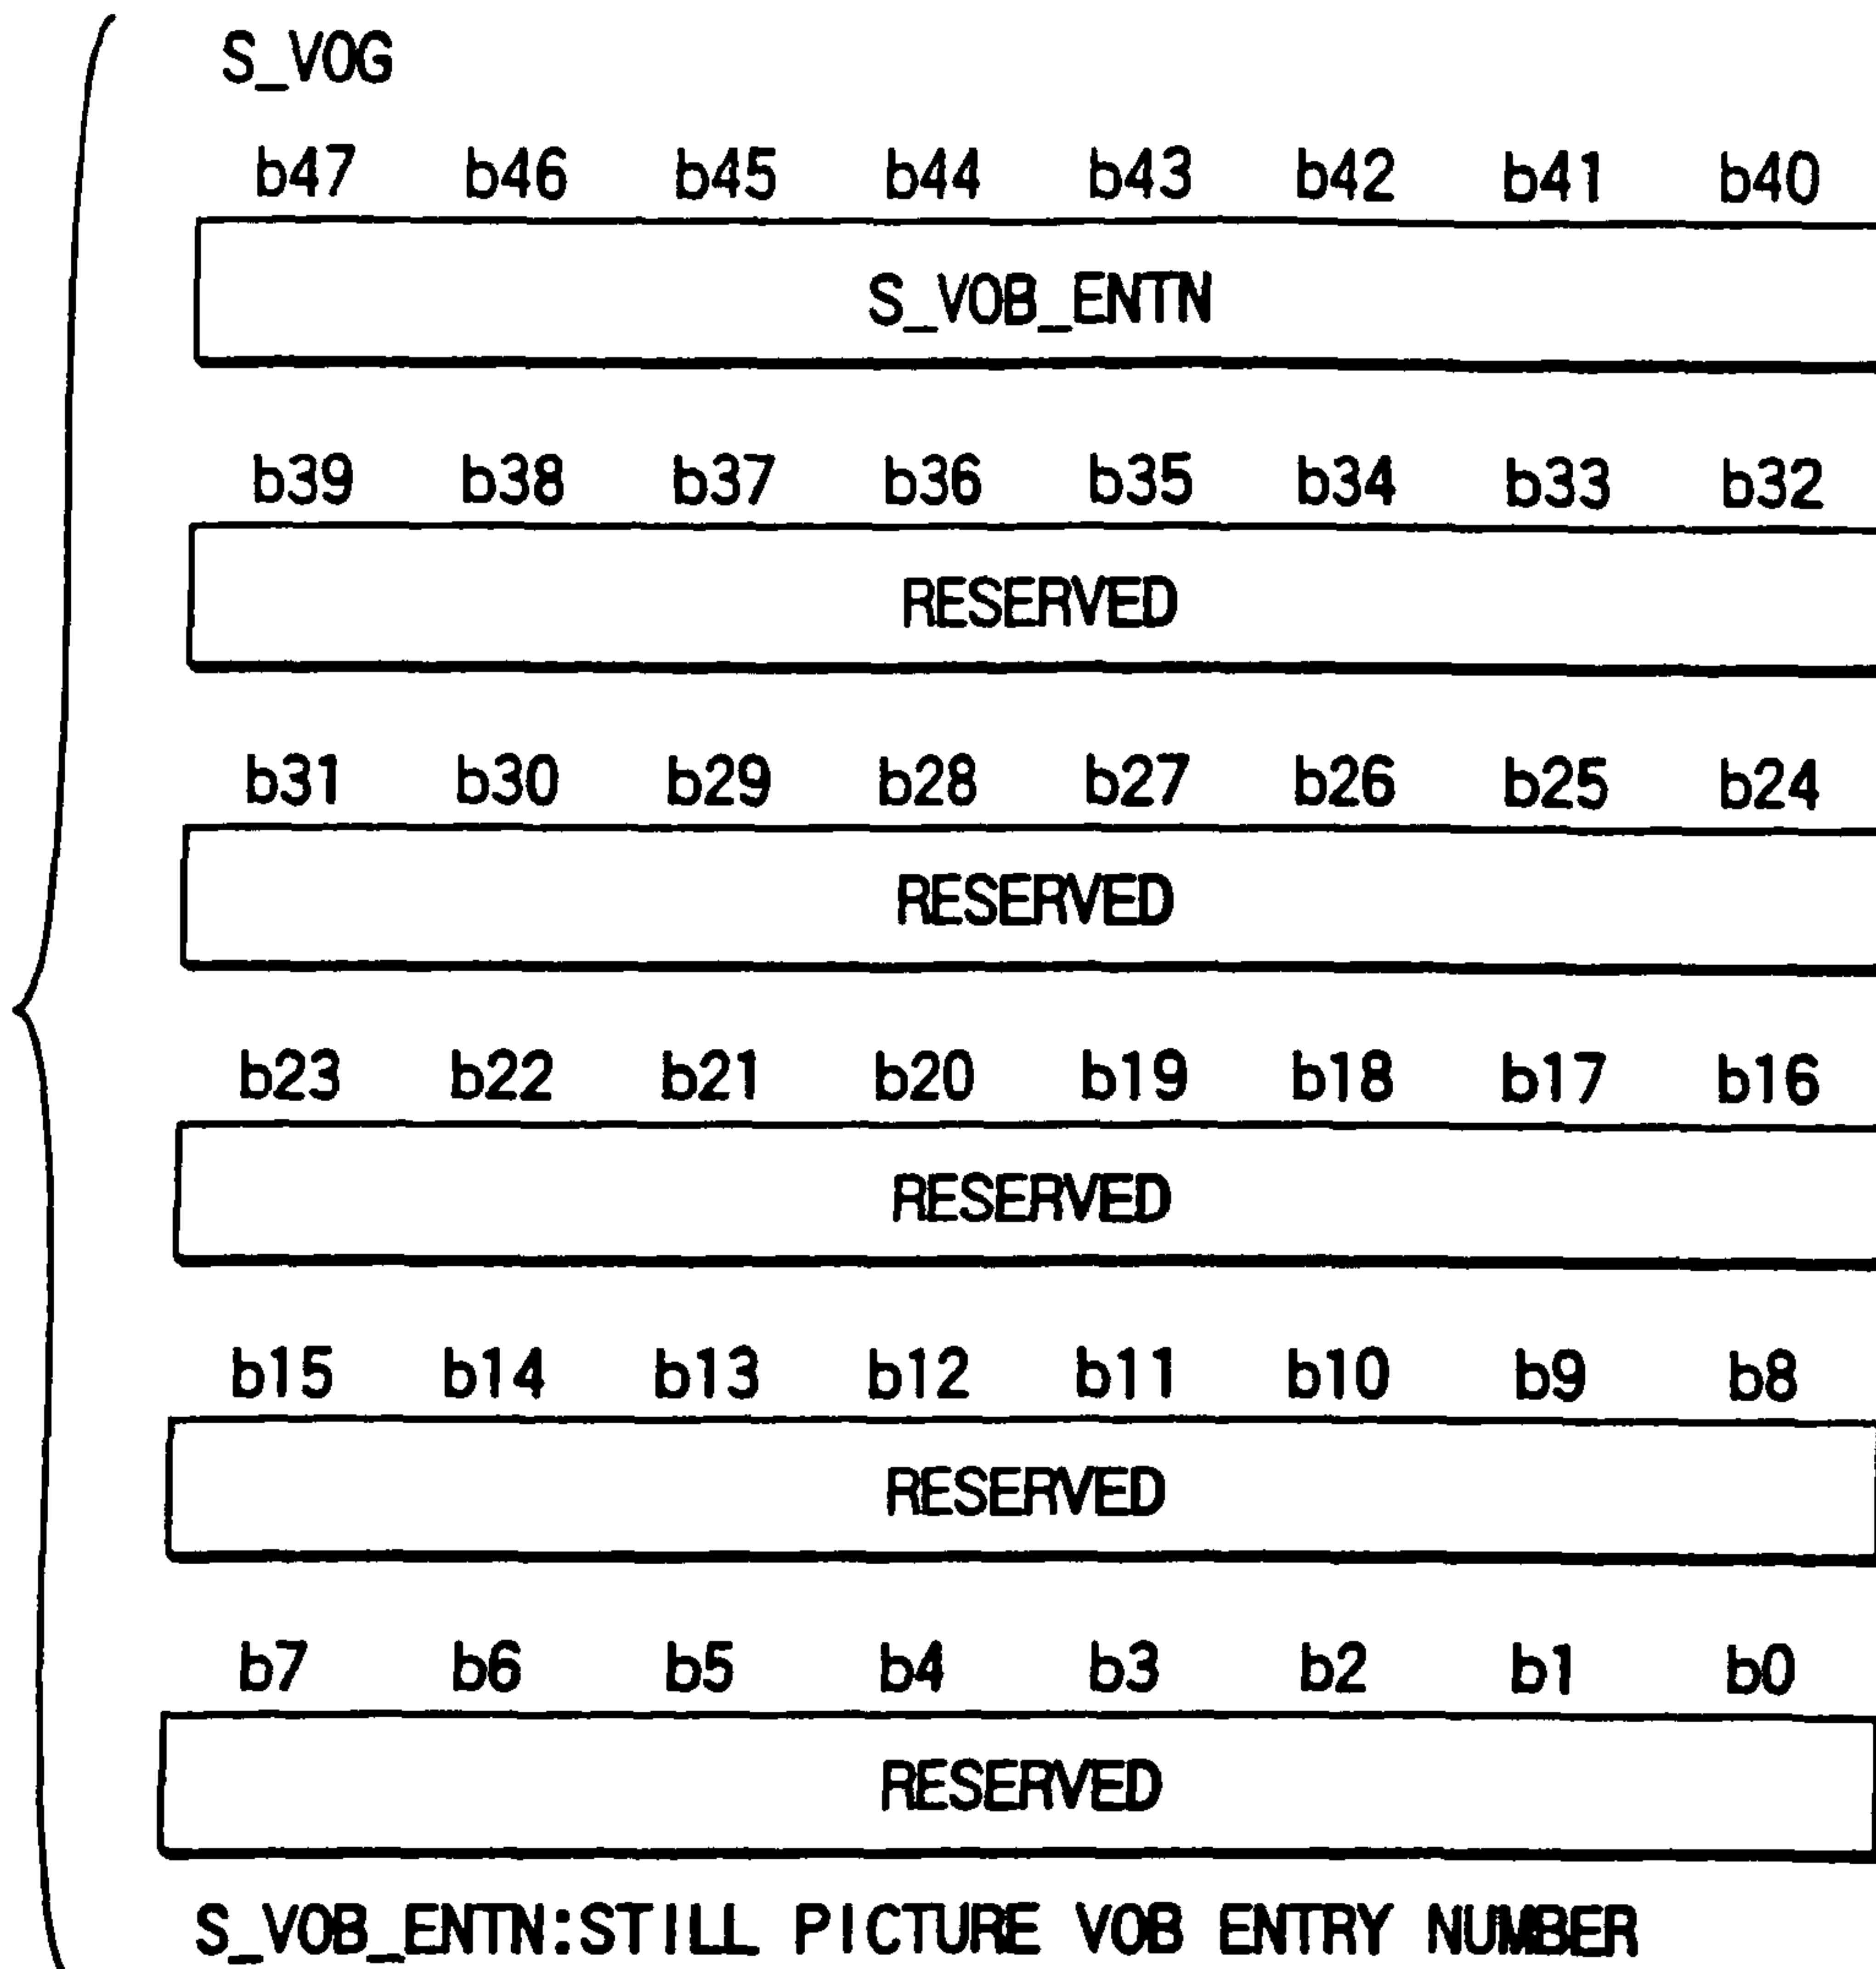 S_VOG
b47 b46 b45 b44 b43 b42 b41 b40
S_VOB_ENTN
b39 b38 b37 b36 b35 b34 b33 b32
RESERVED
b31 b30 b29 b28 b27 b26 b25 b24
RESERVED
b23 b22 b21 b20 b19 b18 b17 b16
RESERVED
b15 b14 b13 b12 b11 b10 b9 b8
RESERVED
b7 b6 b5 b4 b3 b2 b1 b0
RESERVED
S_VOB_ENTN:STILL PICTURE VOB ENTRY NUMBER